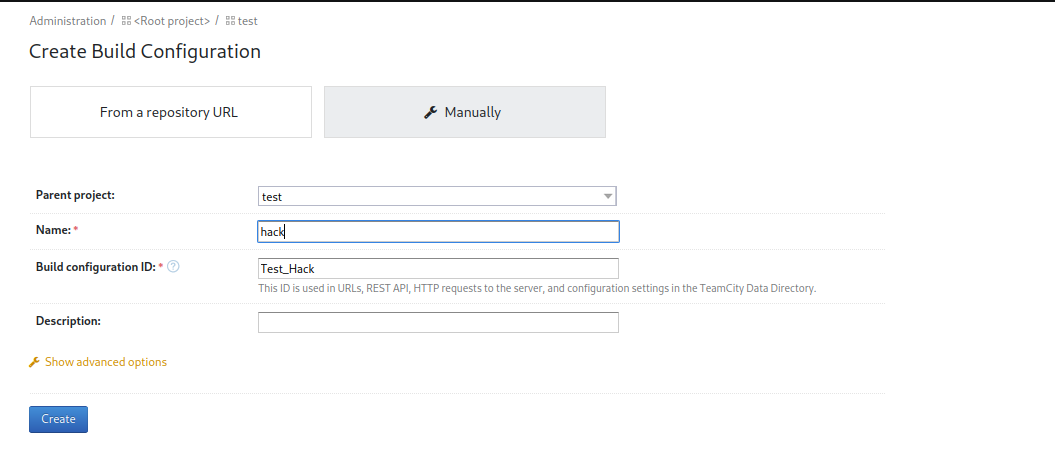 Administration / <Root project> / test
Create Build Configuration
From a repository URL
Manually
Parent project:
test
Name: *
hack
Build configuration ID: * ?
Test_Hack
This ID is used in URLs, REST API, HTTP requests to the server, and configuration settings in the TeamCity Data Directory.
Description:
Show advanced options
Create